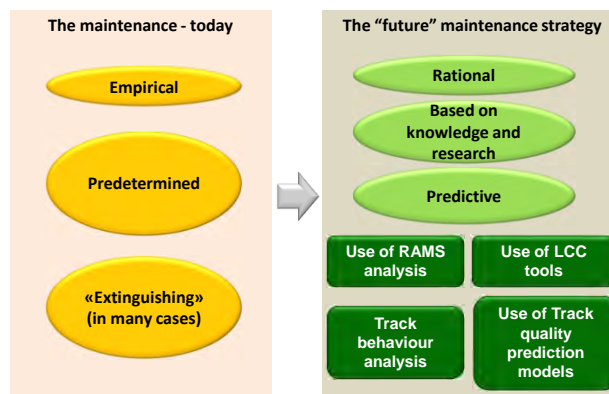 The maintenance - today
Empirical
Predetermined
«Extinguishing»
(in many cases)
The “future” maintenance strategy
Rational
Based on
knowledge and
research
Predictive
Use of RAMS
analysis
Use of LCC
tools
Track
behaviour
analysis
Use of Track
quality
prediction
models